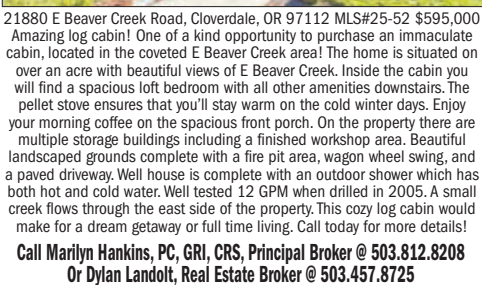 21880 E Beaver Creek Road, Cloverdale, OR 97112 MLS#25-52 $595,000
Amazing log cabin! One of a kind opportunity to purchase an immaculate
cabin, located in the coveted E Beaver Creek area! The home is situated on
over an acre with beautiful views of E Beaver Creek. Inside the cabin you
will find a spacious loft bedroom with all other amenities downstairs. The
pellet stove ensures that you'll stay warm on the cold winter days. Enjoy
your morning coffee on the spacious front porch. On the property there are
multiple storage buildings including a finished workshop area. Beautiful
landscaped grounds complete with a fire pit area, wagon wheel swing, and
a paved driveway. Well house is complete with an outdoor shower which has
both hot and cold water. Well tested 12 GPM when drilled in 2005. A small
creek flows through the east side of the property. This cozy log cabin would
make for a dream getaway or full time living. Call today for more details!
Call Marilyn Hankins, PC, GRI, CRS, Principal Broker @ 503.812.8208
Or Dylan Landolt, Real Estate Broker @ 503.457.8725